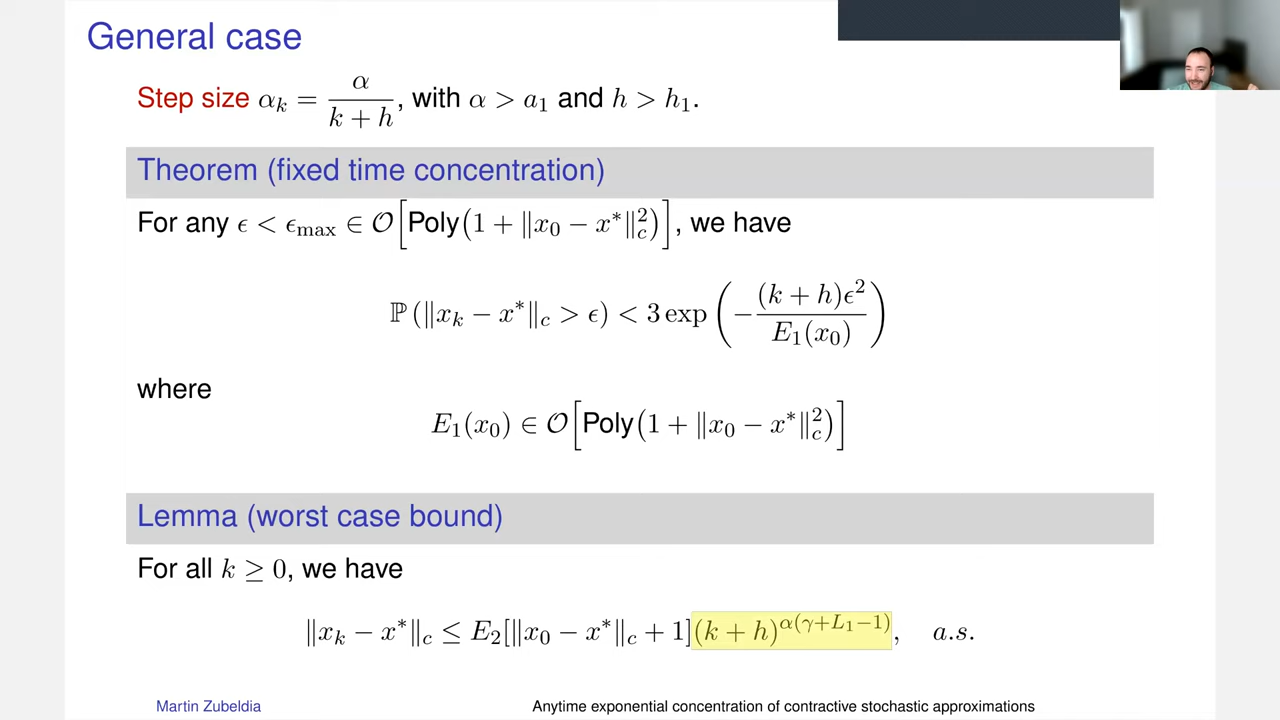 General case
Step size α_k = α / (k + h), with α > a_1 and h > h_1.
Theorem (fixed time concentration)
For any ϵ < ϵ_max ∈ 𝒪[Poly(1 + ‖x_0 − x*‖_c^2)], we have
ℙ (‖x_k − x*‖_c > ϵ) < 3 exp (− (k + h)ϵ^2 / E_1(x_0))
where
E_1(x_0) ∈ 𝒪[Poly(1 + ‖x_0 − x*‖_c^2)]
Lemma (worst case bound)
For all k ≥ 0, we have
‖x_k − x*‖_c ≤ E_2[‖x_0 − x*‖_c + 1](k + h)^{α(γ+L_1−1)}, a.s.
Martin Zubeldia Anytime exponential concentration of contractive stochastic approximations